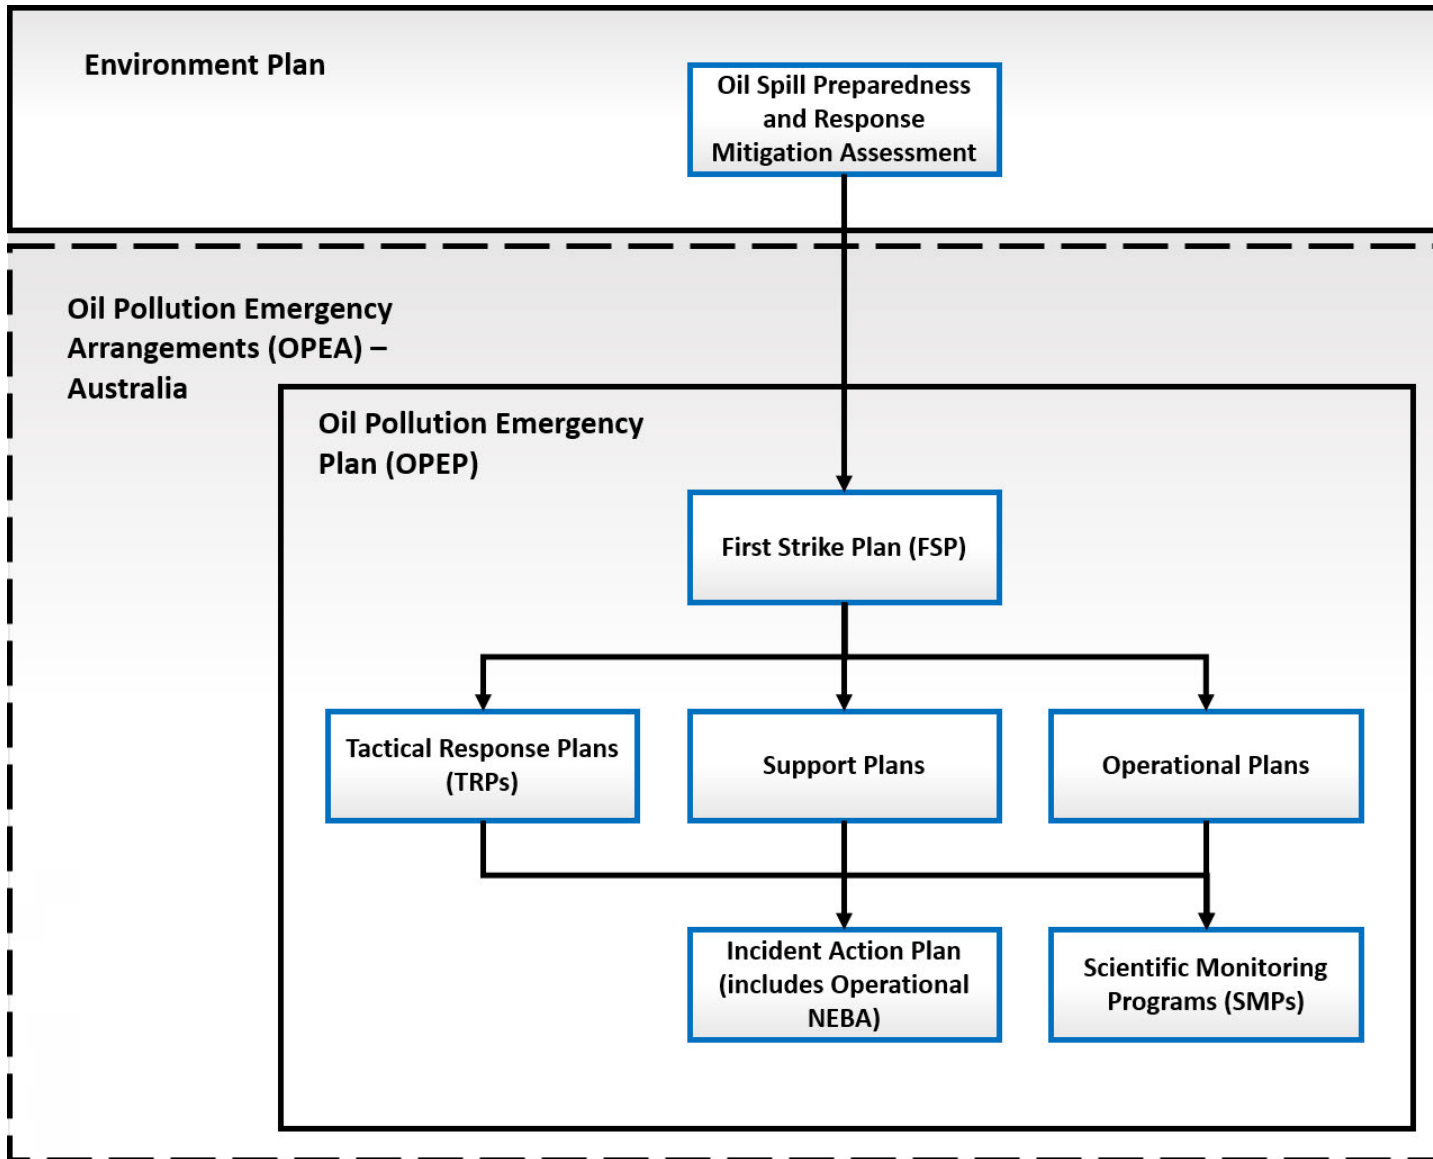 Environment Plan
Oil Spill Preparedness
and Response
Mitigation Assessment
Oil Pollution Emergency
Arrangements (OPEA) –
Australia
Oil Pollution Emergency
Plan (OPEP)
First Strike Plan (FSP)
Tactical Response Plans
(TRPs)
Support Plans
Operational Plans
Incident Action Plan
(includes Operational
NEBA)
Scientific Monitoring
Programs (SMPs)